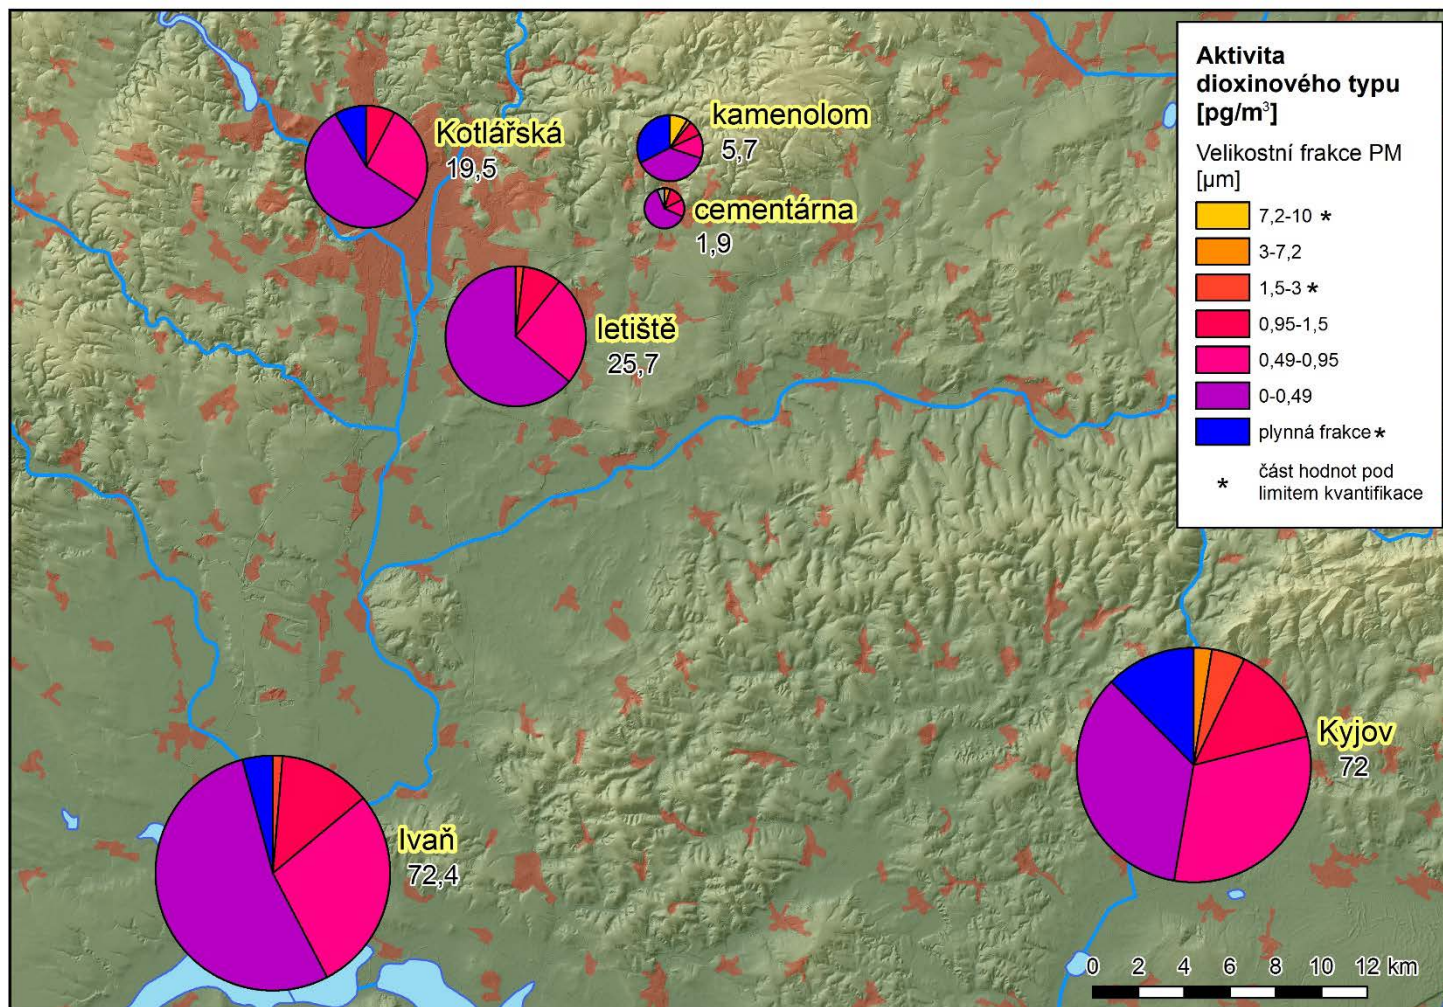 Aktivita
dioxinového typu
[pg/m³]
Velikostní frakce PM
[µm]
7,2-10 *
3-7,2
1,5-3 *
0,95-1,5
0,49-0,95
0-0,49
plynná frakce *
* část hodnot pod
limitem kvantifikace
Kotlářská
19,5
kamenolom
5,7
cementárna
1,9
letiště
25,7
Kyjov
72
Ivaň
72,4
0 2 4 6 8 10 12 km